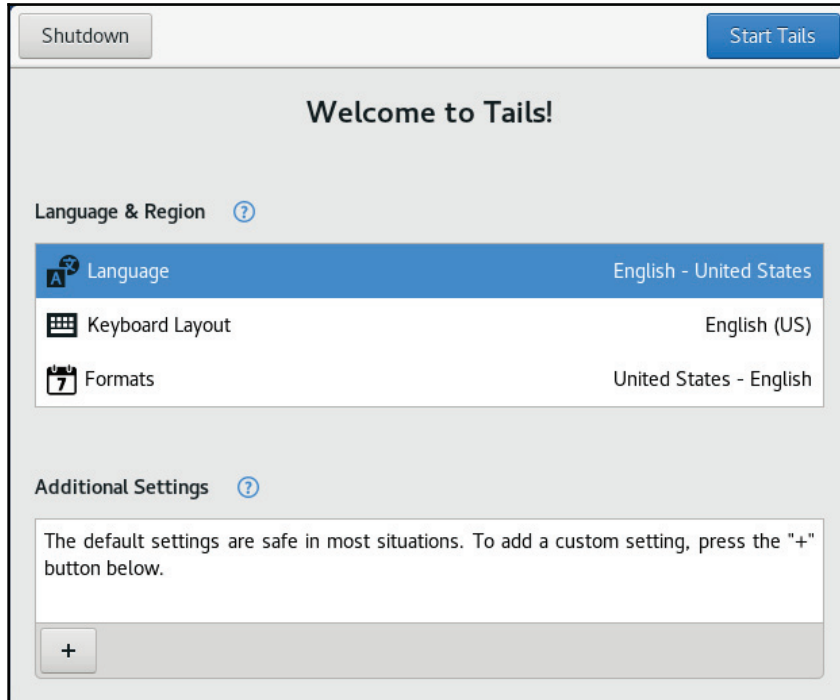 Shutdown
Start Tails
Welcome to Tails!
Language & Region ?
A Language English - United States
Keyboard Layout English (US)
7 Formats United States - English
Additional Settings ?
The default settings are safe in most situations. To add a custom setting, press the "+"
button below.
+